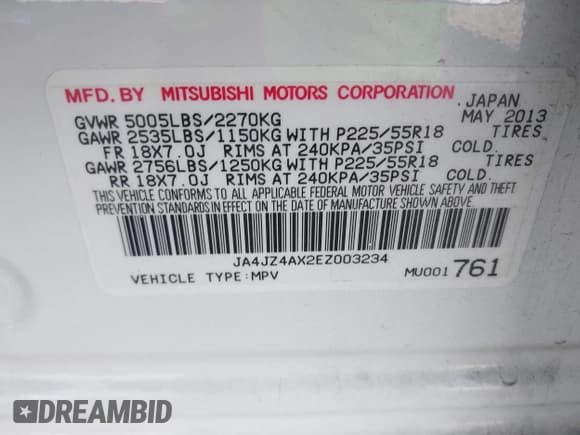 MFD. BY MITSUBISHI MOTORS CORPORATION
JAPAN
GVWR 5005LBS/2270KG MAY 2013
GAWR 2535LBS/1150KG WITH P225/55R18 TIRES
FR 18X7.0J RIMS AT 240KPA/35PSI COLD.
GAWR 2756LBS/1250KG WITH P225/55R18 TIRES
RR 18X7.0J RIMS AT 240KPA/35PSI COLD.
THIS VEHICLE CONFORMS TO ALL APPLICABLE FEDERAL MOTOR VEHICLE SAFETY AND THEFT
PREVENTION STANDARDS IN EFFECT ON THE DATE OF MANUFACTURE SHOWN ABOVE.
JA4JZ4AX2EZ003234
VEHICLE TYPE:MPV MU001761
DREAMBID